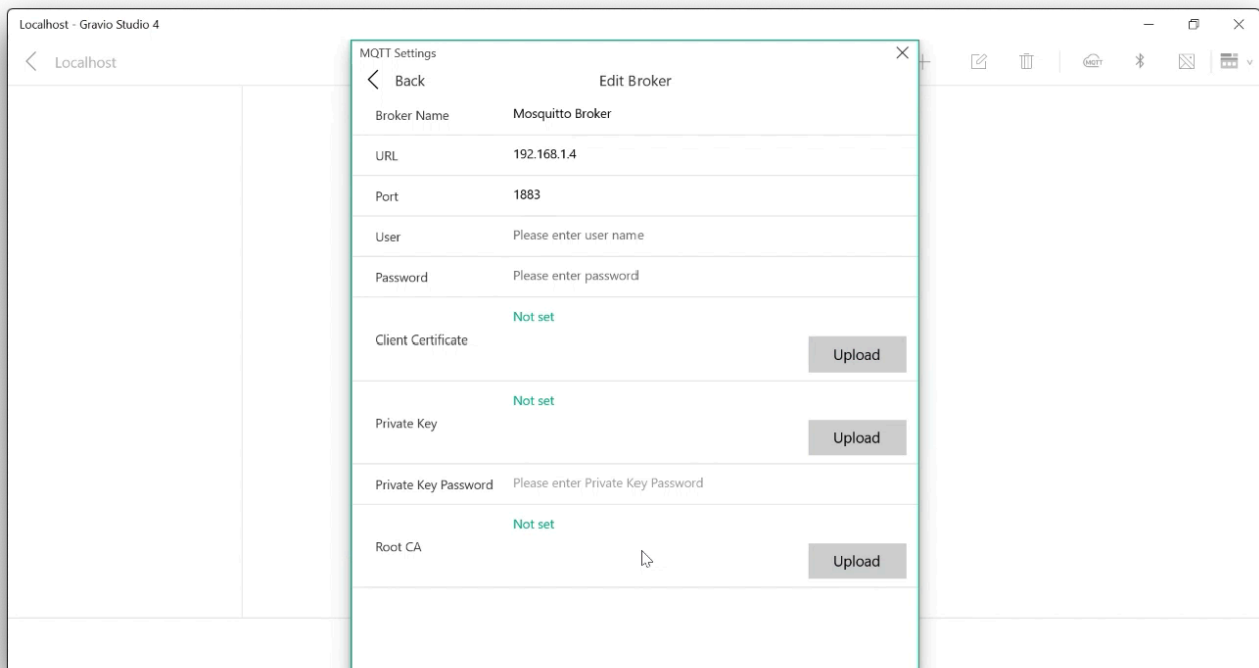 Localhost - Gravio Studio 4
Localhost
MQTT
MQTT Settings
Back
Edit Broker
Broker Name
Mosquitto Broker
URL
192.168.1.4
Port
1883
User
Please enter user name
Password
Please enter password
Not set
Client Certificate
Upload
Not set
Private Key
Upload
Private Key Password
Please enter Private Key Password
Not set
Root CA
Upload